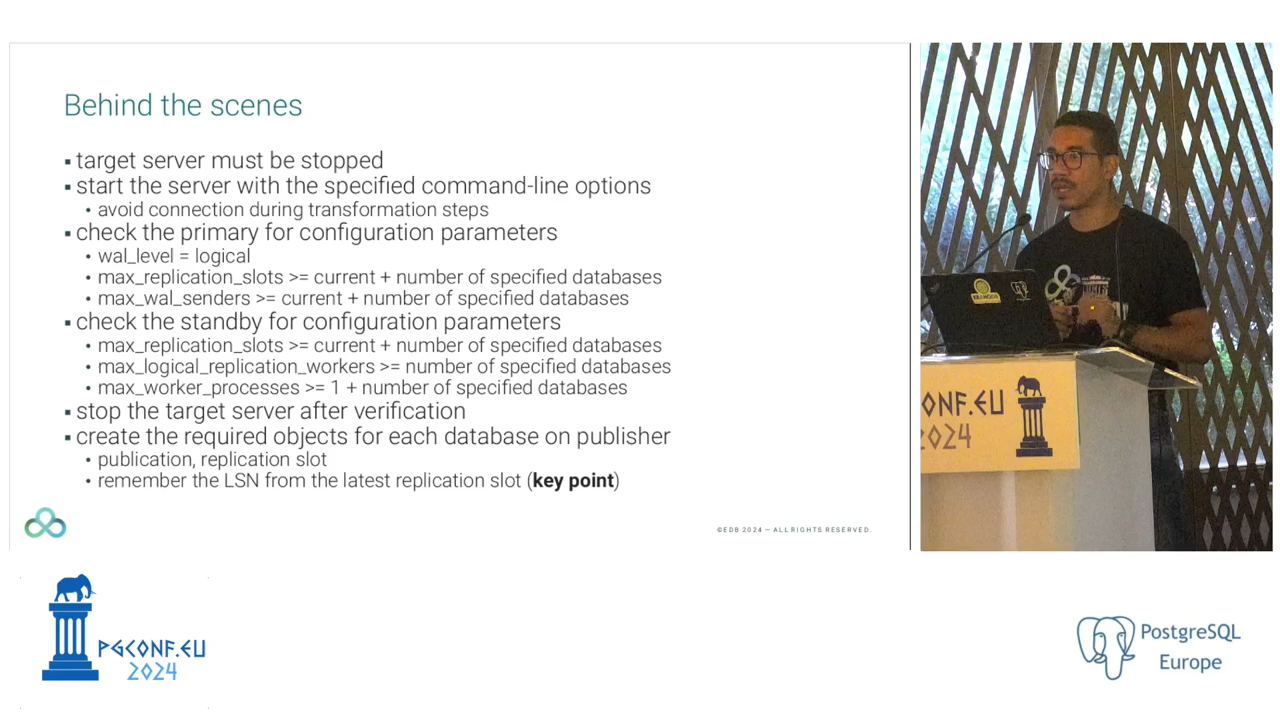 Behind the scenes
▪ target server must be stopped
▪ start the server with the specified command-line options
• avoid connection during transformation steps
▪ check the primary for configuration parameters
• wal_level = logical
• max_replication_slots >= current + number of specified databases
• max_wal_senders >= current + number of specified databases
▪ check the standby for configuration parameters
• max_replication_slots >= current + number of specified databases
• max_logical_replication_workers >= number of specified databases
• max_worker_processes >= 1 + number of specified databases
▪ stop the target server after verification
▪ create the required objects for each database on publisher
• publication, replication slot
• remember the LSN from the latest replication slot (key point)
©EDB 2024 — ALL RIGHTS RESERVED.
ONF.EU
2024
PGCONF.EU
2024
PostgreSQL
Europe